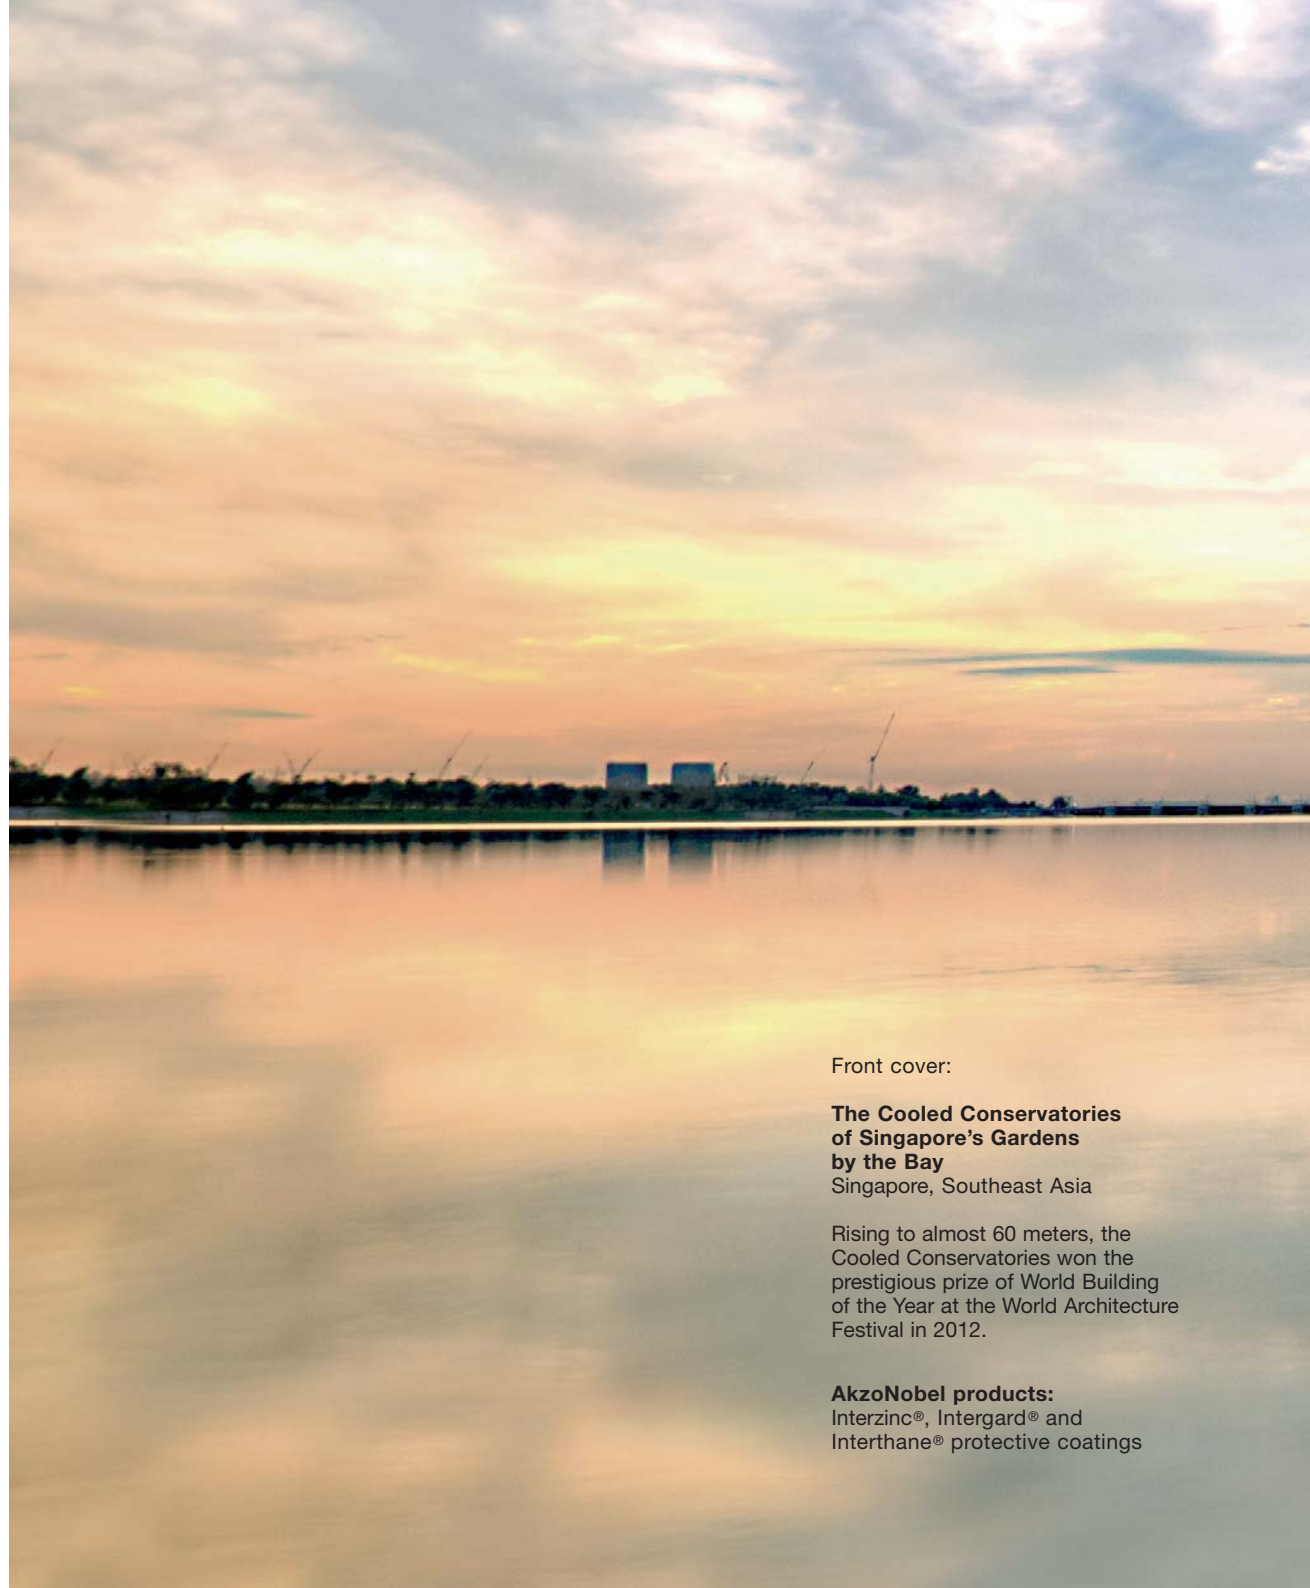 Front cover:
The Cooled Conservatories
of Singapore’s Gardens
by the Bay
Singapore, Southeast Asia
Rising to almost 60 meters, the
Cooled Conservatories won the
prestigious prize of World Building
of the Year at the World Architecture
Festival in 2012.
AkzoNobel products:
Interzinc®, Intergard® and
Interthane® protective coatings